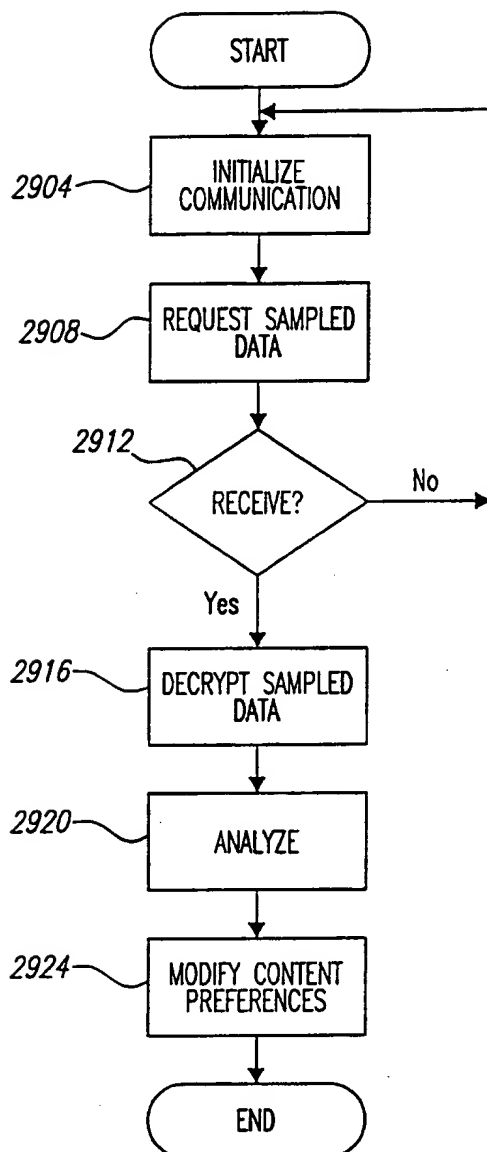 START
2904
INITIALIZE
COMMUNICATION
2908
REQUEST SAMPLED
DATA
2912
RECEIVE?
No
Yes
2916
DECRYPT SAMPLED
DATA
2920
ANALYZE
2924
MODIFY CONTENT
PREFERENCES
END